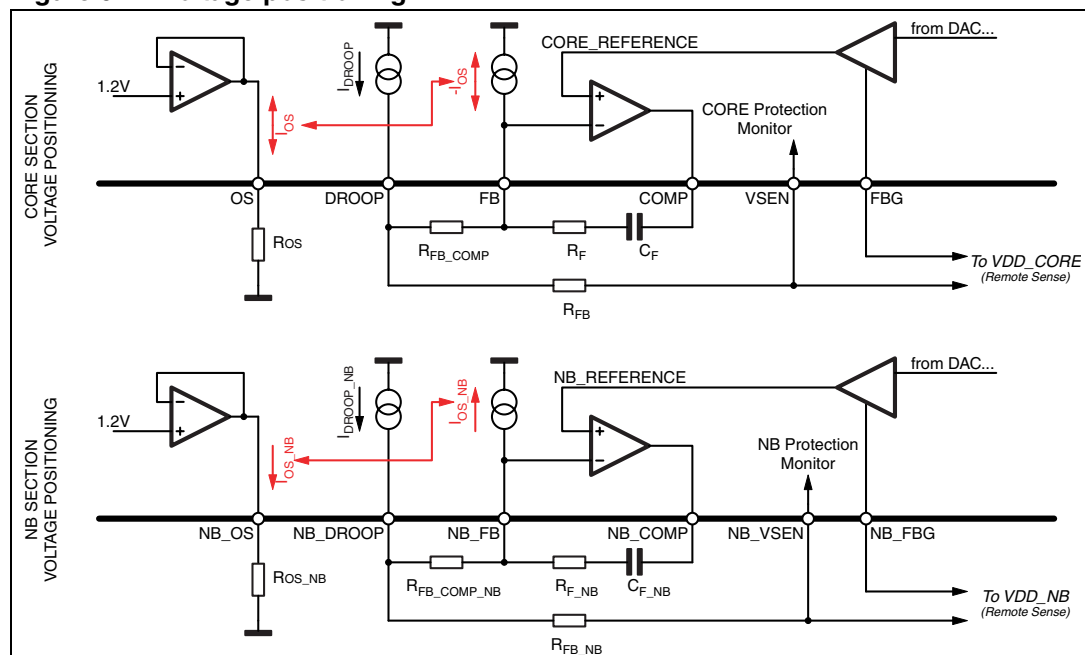 CORE SECTION
VOLTAGE POSITIONING
1.2V
IOS
IDROOP
-IOS
CORE_REFERENCE
from DAC...
CORE Protection
Monitor
OS
DROOP
FB
COMP
VSEN
FBG
ROS
RFB_COMP
RF
CF
RFB
To VDD_CORE
(Remote Sense)
NB SECTION
VOLTAGE POSITIONING
1.2V
IOS_NB
IDROOP_NB
IOS_NB
NB_REFERENCE
from DAC...
NB Protection
Monitor
NB_OS
NB_DROOP
NB_FB
NB_COMP
NB_VSEN
NB_FBG
ROS_NB
RFB_COMP_NB
RF_NB
CF_NB
RFB_NB
To VDD_NB
(Remote Sense)